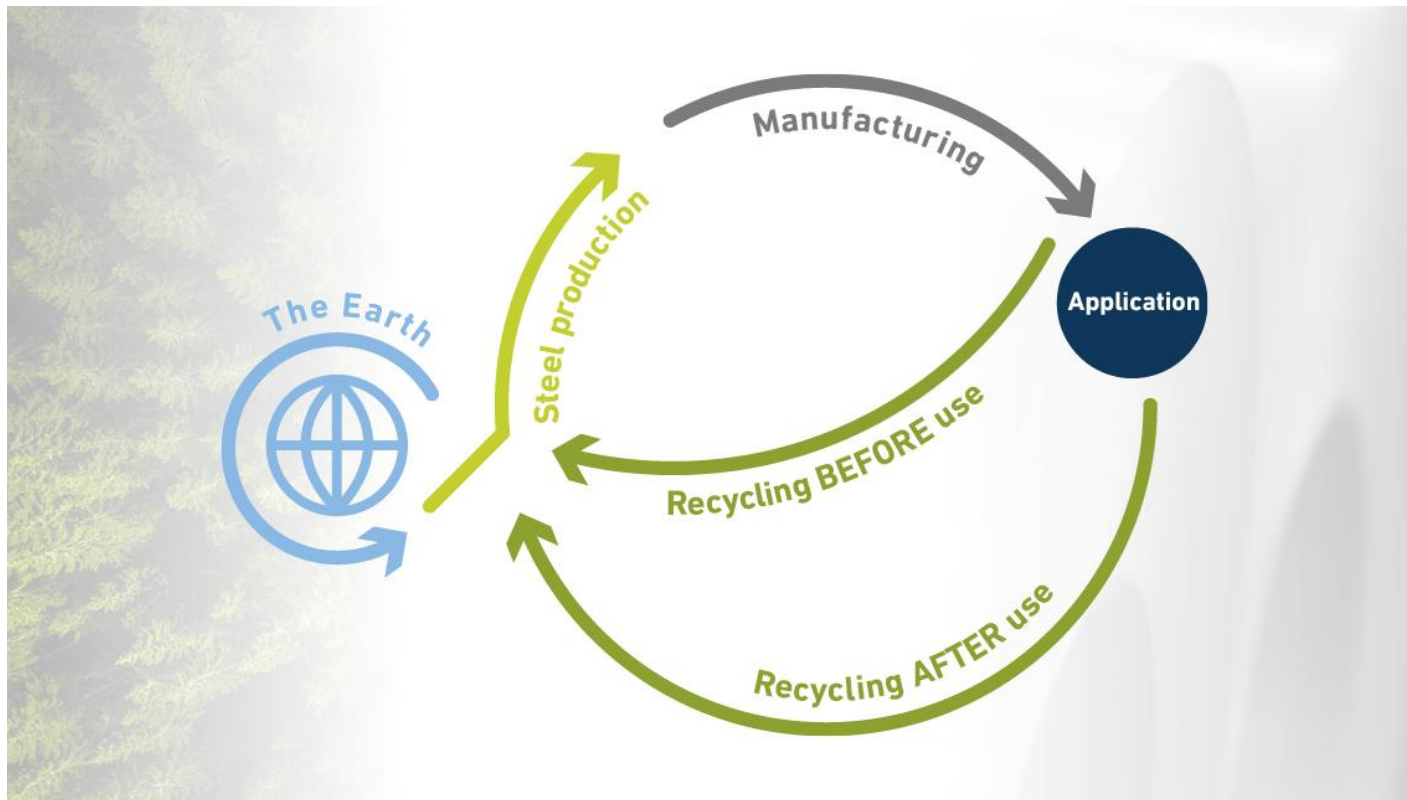 Manufacturing
Steel production
The Earth
Application
Recycling BEFORE use
Recycling AFTER use